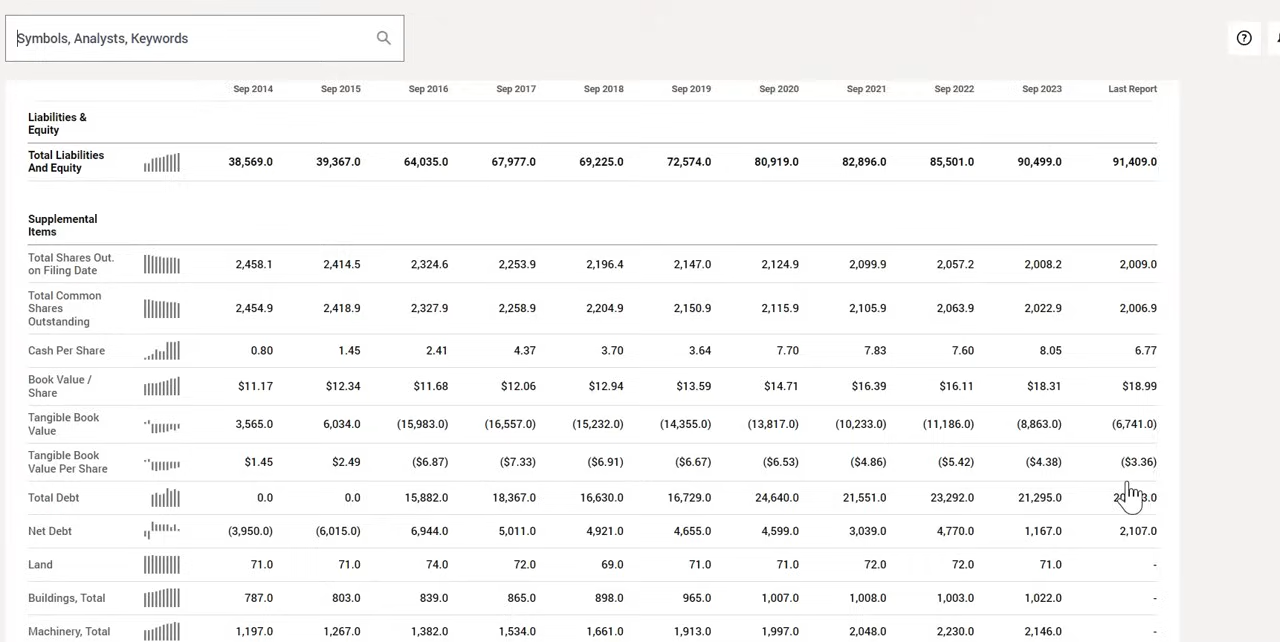 Symbols, Analysts, Keywords
Sep 2014 Sep 2015 Sep 2016 Sep 2017 Sep 2018 Sep 2019 Sep 2020 Sep 2021 Sep 2022 Sep 2023 Last Report
Liabilities &
Equity
Total Liabilities
And Equity
38,569.0 39,367.0 64,035.0 67,977.0 69,225.0 72,574.0 80,919.0 82,896.0 85,501.0 90,499.0 91,409.0
Supplemental
Items
Total Shares Out.
on Filing Date
2,458.1 2,414.5 2,324.6 2,253.9 2,196.4 2,147.0 2,124.9 2,099.9 2,057.2 2,008.2 2,009.0
Total Common
Shares
Outstanding
2,454.9 2,418.9 2,327.9 2,258.9 2,204.9 2,150.9 2,115.9 2,105.9 2,063.9 2,022.9 2,006.9
Cash Per Share 0.80 1.45 2.41 4.37 3.70 3.64 7.70 7.83 7.60 8.05 6.77
Book Value /
Share
$11.17 $12.34 $11.68 $12.06 $12.94 $13.59 $14.71 $16.39 $16.11 $18.31 $18.99
Tangible Book
Value
3,565.0 6,034.0 (15,983.0) (16,557.0) (15,232.0) (14,355.0) (13,817.0) (10,233.0) (11,186.0) (8,863.0) (6,741.0)
Tangible Book
Value Per Share
$1.45 $2.49 ($6.87) ($7.33) ($6.91) ($6.67) ($6.53) ($4.86) ($5.42) ($4.38) ($3.36)
Total Debt 0.0 0.0 15,882.0 18,367.0 16,630.0 16,729.0 24,640.0 21,551.0 23,292.0 21,295.0
Net Debt (3,950.0) (6,015.0) 6,944.0 5,011.0 4,921.0 4,655.0 4,599.0 3,039.0 4,770.0 1,167.0 2,107.0
Land 71.0 71.0 74.0 72.0 69.0 71.0 71.0 72.0 72.0 71.0 -
Buildings, Total 787.0 803.0 839.0 865.0 898.0 965.0 1,007.0 1,008.0 1,003.0 1,022.0 -
Machinery, Total 1,197.0 1,267.0 1,382.0 1,534.0 1,661.0 1,913.0 1,997.0 2,048.0 2,230.0 2,146.0 -